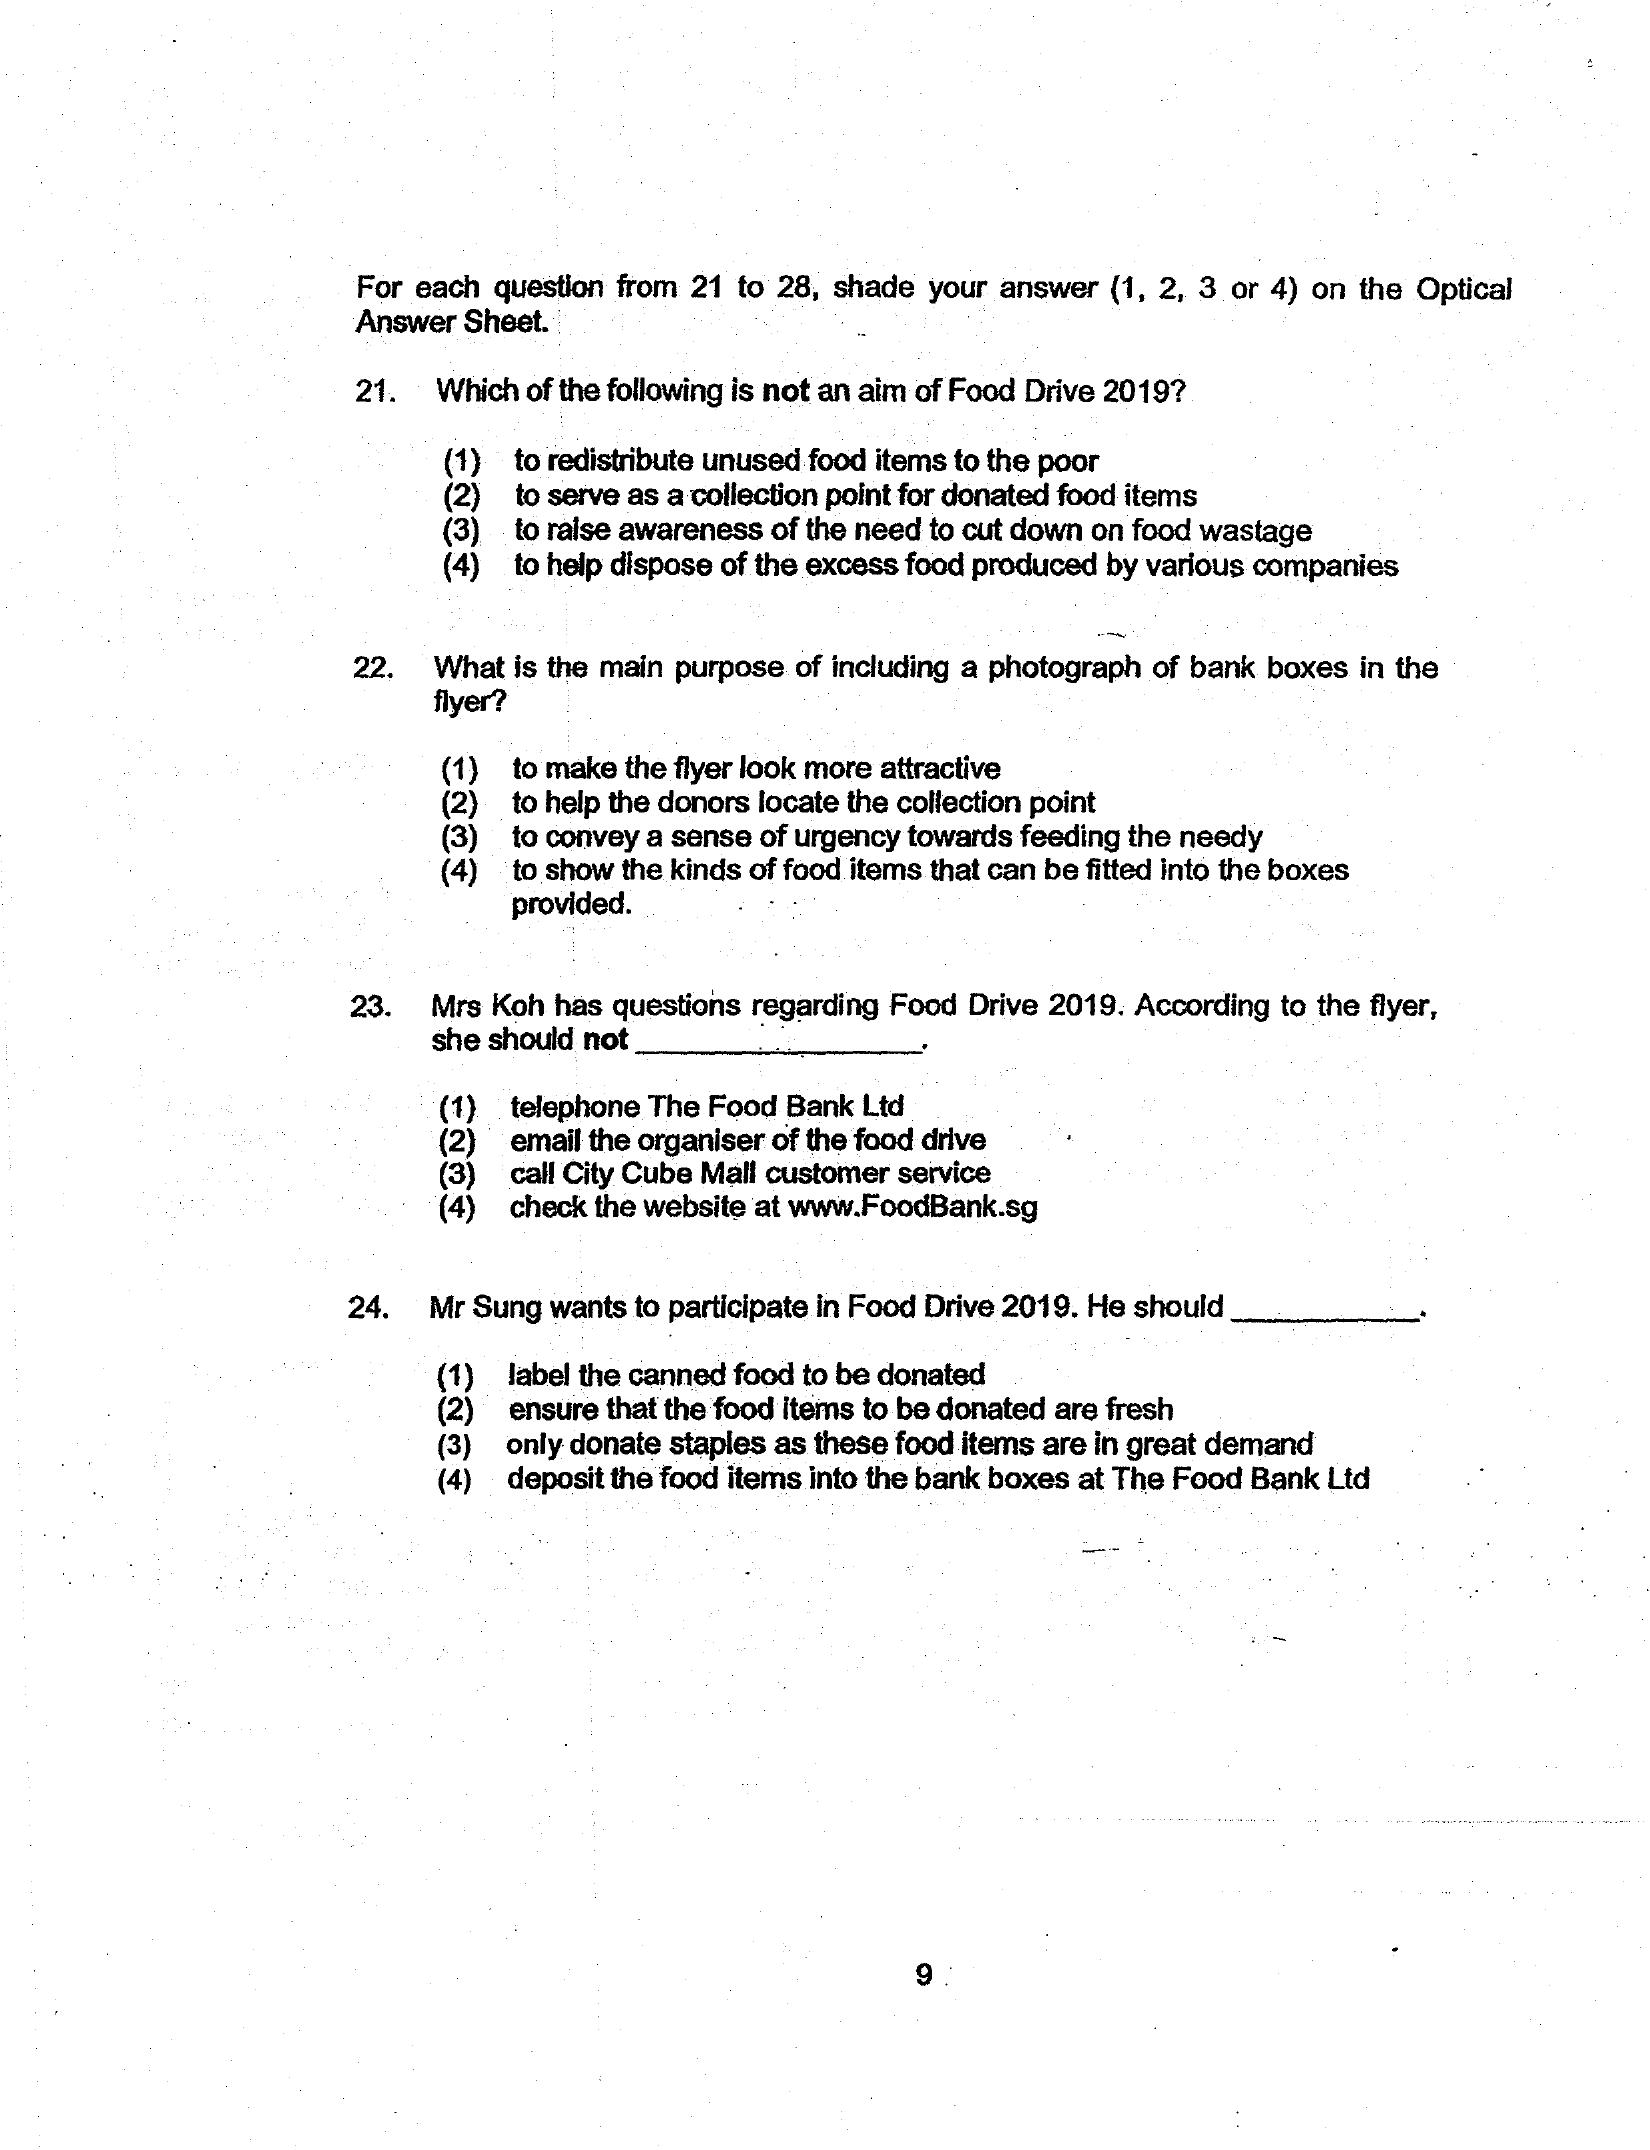 For each question from 21 to 28, shade your answer (1, 2, 3 or 4) on the Optical
Answer Sheet.
21. Which of the following is not an aim of Food Drive 2019?
(1) to redistribute unused food items to the poor
(2) to serve as a collection point for donated food items
(3) to raise awareness of the need to cut down on food wastage
(4) to help dispose of the excess food produced by various companies
22. What is the main purpose of including a photograph of bank boxes in the
flyer?
(1) to make the flyer look more attractive
(2) to help the donors locate the collection point
(3) to convey a sense of urgency towards feeding the needy
(4) to show the kinds of food items that can be fitted into the boxes
provided.
23. Mrs Koh has questions regarding Food Drive 2019. According to the flyer,
she should not _________________.
(1) telephone The Food Bank Ltd
(2) email the organiser of the food drive
(3) call City Cube Mall customer service
(4) check the website at www.FoodBank.sg
24. Mr Sung wants to participate in Food Drive 2019. He should ___________.
(1) label the canned food to be donated
(2) ensure that the food items to be donated are fresh
(3) only donate staples as these food items are in great demand
(4) deposit the food items into the bank boxes at The Food Bank Ltd
9